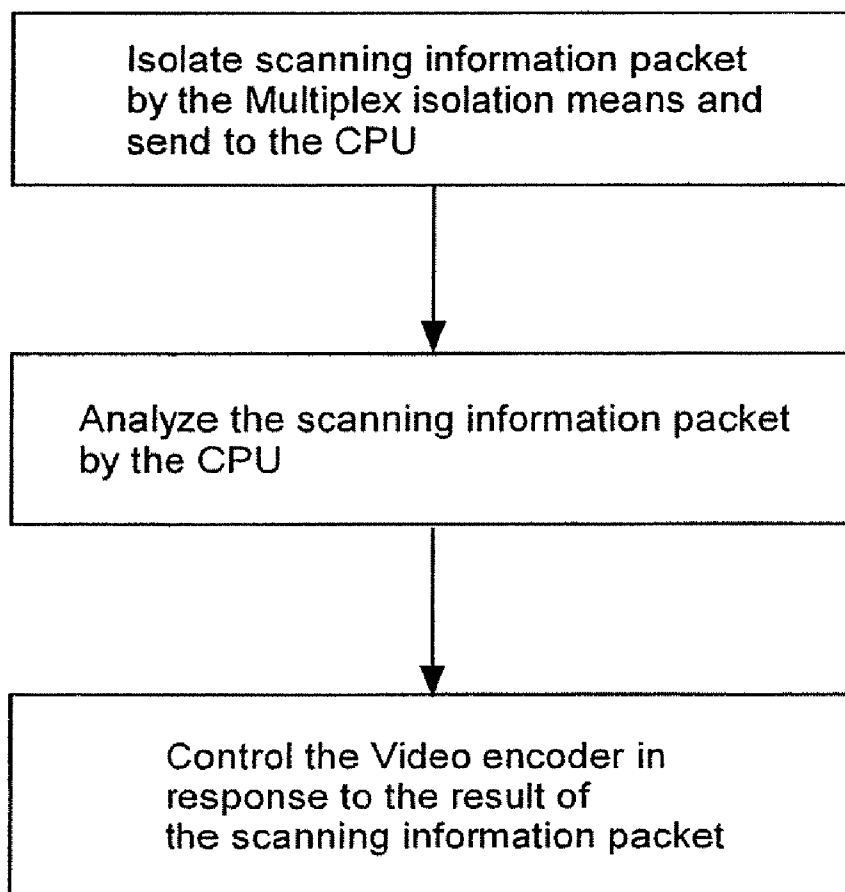 Isolate scanning information packet
by the Multiplex isolation means and
send to the CPU
Analyze the scanning information packet
by the CPU
Control the Video encoder in
response to the result of
the scanning information packet